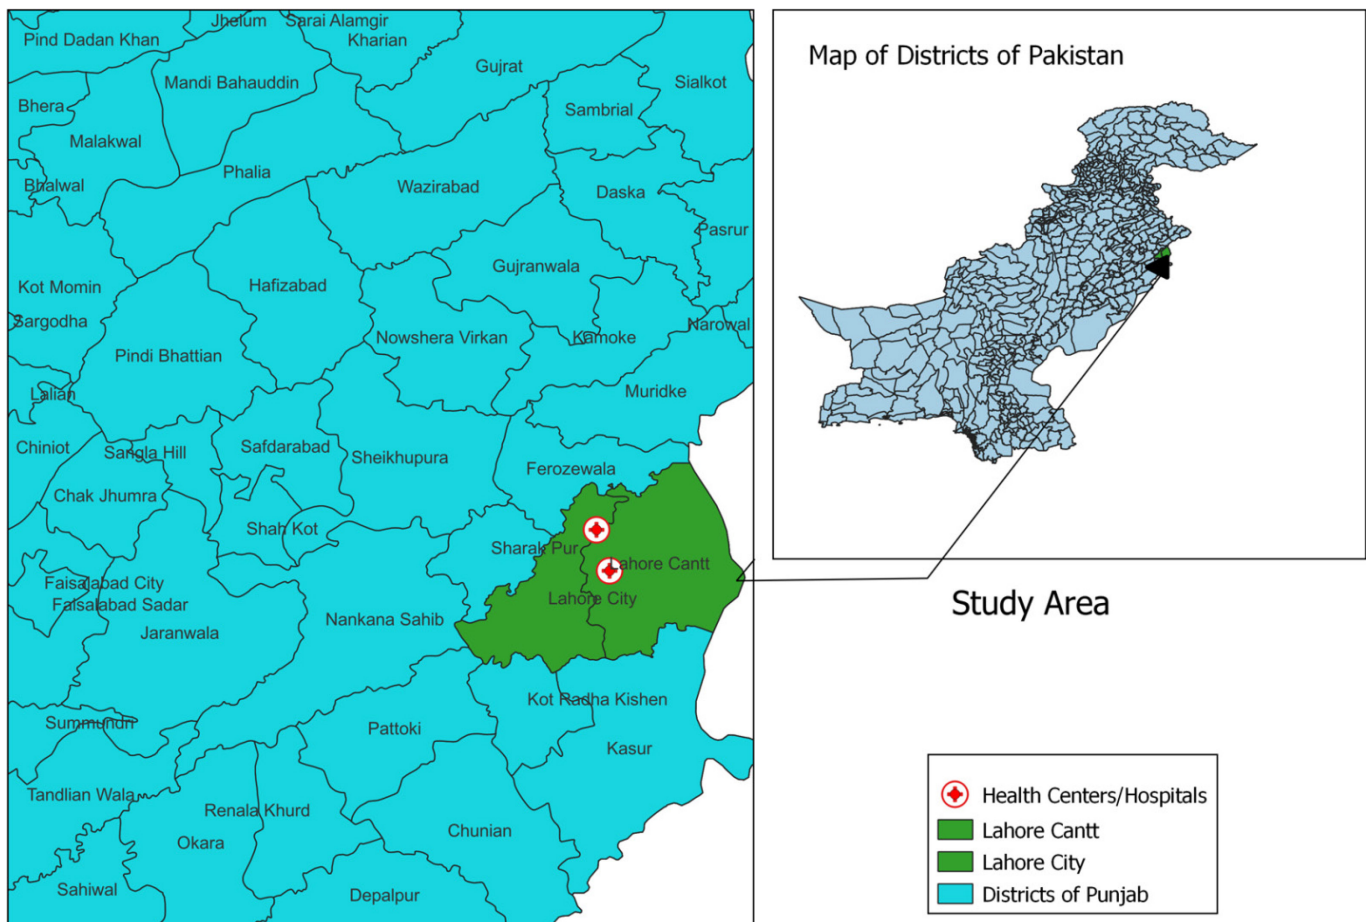 Jhelum
Sarai Alamgir
Pind Dadan Khan
Kharian
Gujrat
Sialkot
Mandi Bahauddin
Bhera
Sambrial
Malakwal
Phalia
Bhalwal
Wazirabad
Daska
Pasrur
Gujranwala
Kot Momin
Hafizabad
Sargodha
Narowal
Nowshera Virkan
Kamoke
Pindi Bhattian
Lalian
Muridke
Chiniot
Sangla Hill
Safdarabad
Sheikhupura
Ferozewala
Chak Jhumra
Shah Kot
Sharak Pur
Lahore Cantt
Faisalabad City
Lahore City
Faisalabad Sadar
Nankana Sahib
Jaranwala
Kot Radha Kishen
Summundri
Pattoki
Kasur
Tandlian Wala
Renala Khurd
Chunian
Okara
Sahiwal
Depalpur
Map of Districts of Pakistan
Study Area
Health Centers/Hospitals
Lahore Cantt
Lahore City
Districts of Punjab